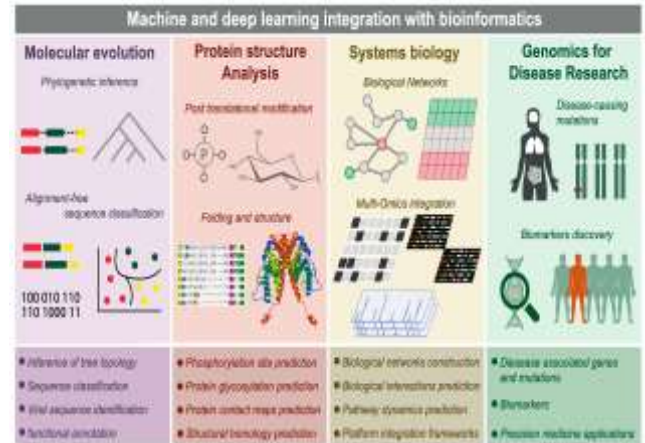 Machine and deep learning integration with bioinformatics
Molecular evolution
Phylogenetic inference
Alignment-free
sequence classification
100 010 110
110 1000 11
Inference of tree topology
Sequence classification
Viral sequence identification
functional annotation
Protein structure
Analysis
Post translational modification
O
O
P
O
O
Folding and structure
Phosphorylation site prediction
Protein glycosylation prediction
Protein contact maps prediction
Structural homology prediction
Systems biology
Biological Networks
Multi-Omics integration
Biological networks construction
Biological interactions prediction
Pathway dynamics prediction
Platform integration frameworks
Genomics for
Disease Research
Disease-causing
mutations
Biomarkers discovery
Disease associated genes
and mutations
Biomarkers
Precision medicine applications